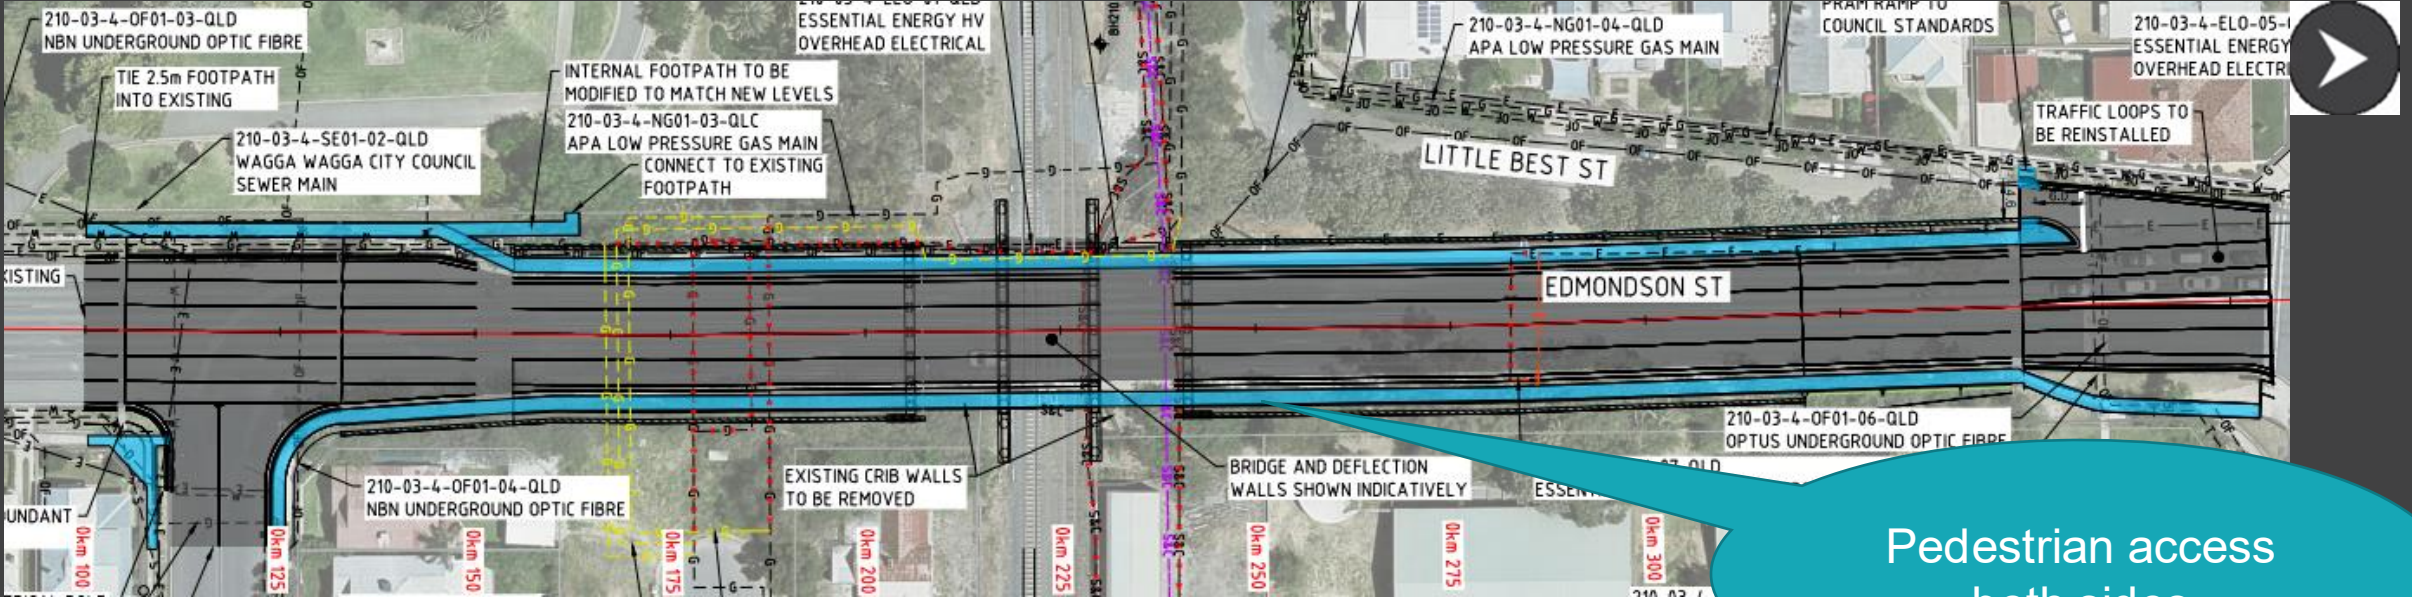 210-03-4-OF01-03-QLD
NBN UNDERGROUND OPTIC FIBRE
TIE 2.5m FOOTPATH
INTO EXISTING
210-03-4-SE01-02-QLD
WAGGA WAGGA CITY COUNCIL
SEWER MAIN
INTERNAL FOOTPATH TO BE
MODIFIED TO MATCH NEW LEVELS
210-03-4-NG01-03-QLC
APA LOW PRESSURE GAS MAIN
CONNECT TO EXISTING
FOOTPATH
ESSENTIAL ENERGY HV
OVERHEAD ELECTRICAL
BH210
210-03-4-NG01-04-QLD
APA LOW PRESSURE GAS MAIN
PRAM RAMP TO
COUNCIL STANDARDS
210-03-4-ELO-05-
ESSENTIAL ENERGY
OVERHEAD ELECTRI
TRAFFIC LOOPS TO
BE REINSTALLED
LITTLE BEST ST
EDMONDSON ST
XISTING
210-03-4-OF01-04-QLD
NBN UNDERGROUND OPTIC FIBRE
EXISTING CRIB WALLS
TO BE REMOVED
BRIDGE AND DEFLECTION
WALLS SHOWN INDICATIVELY
210-03-4-OF01-06-QLD
OPTUS UNDERGROUND OPTIC FIBRE
UNDANT
0km 100
0km 125
0km 150
0km 175
0km 200
0km 225
0km 250
0km 275
0km 300
Pedestrian access
both sides